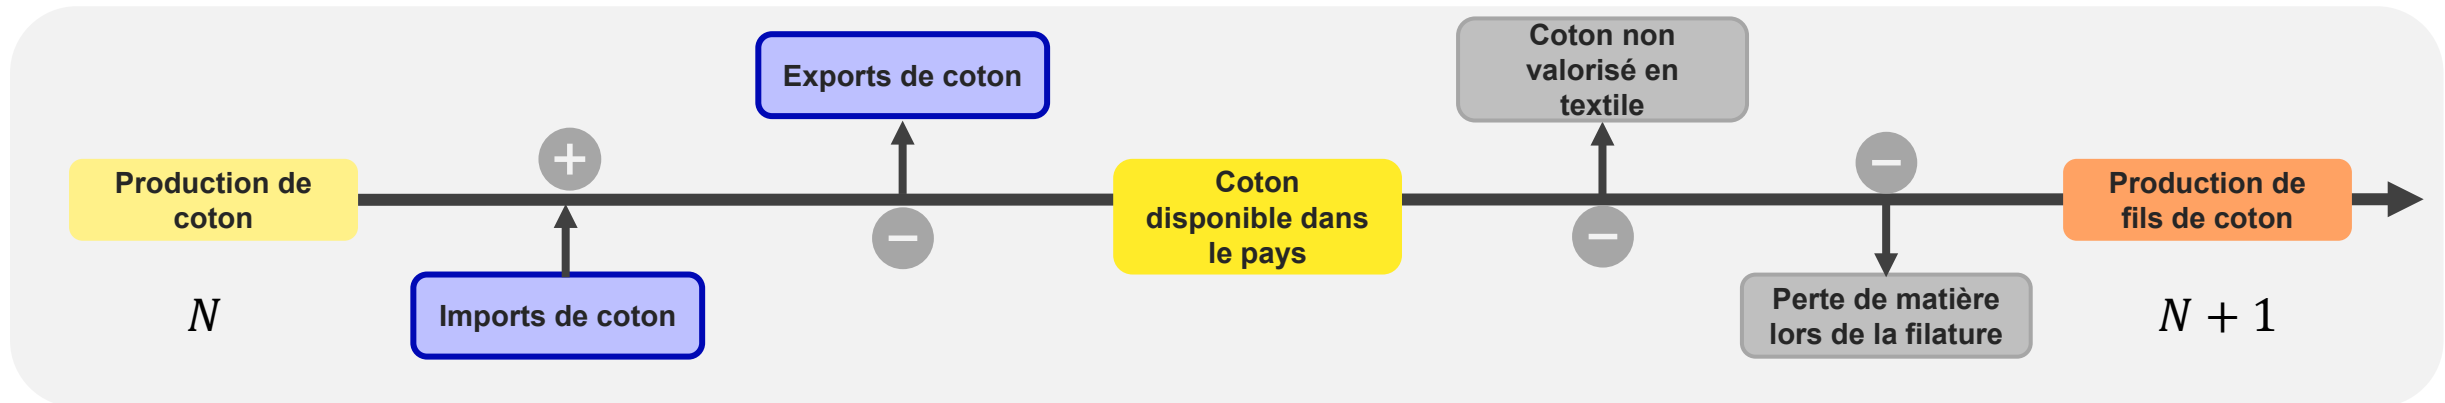 Production de
coton
N
+
Imports de coton
Exports de coton
−
Coton
disponible dans
le pays
Coton non
valorisé en
textile
−
−
Perte de matière
lors de la filature
Production de
fils de coton
N + 1